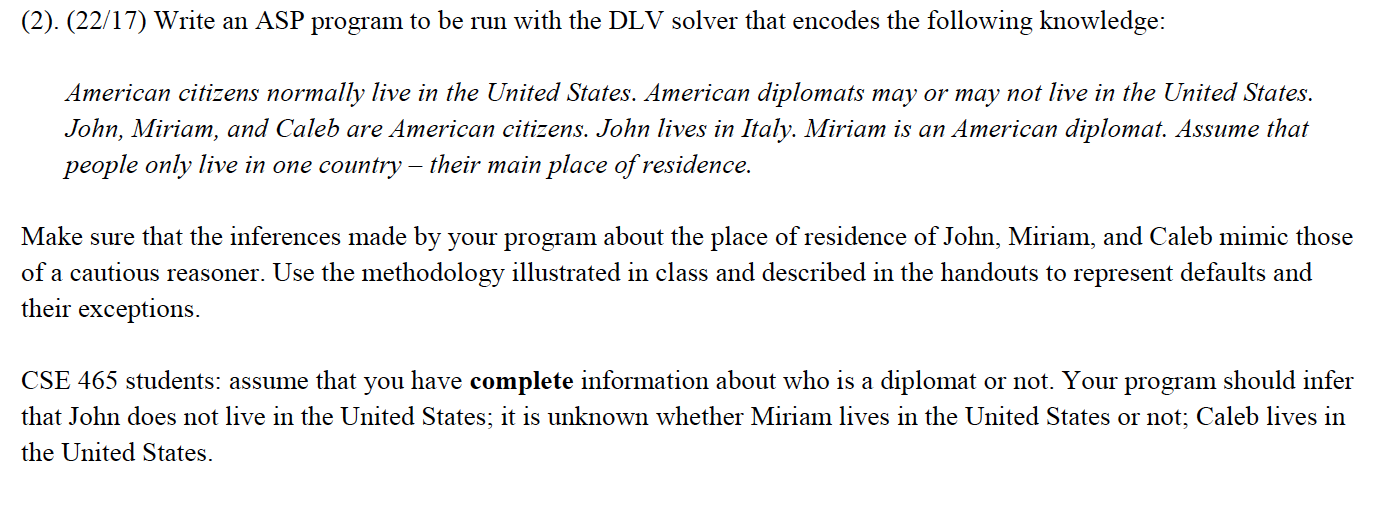 (2). (22/17) Write an ASP program to be run with the DLV solver that encodes the following knowledge:
American citizens normally live in the United States. American diplomats may or may not live in the United States.
John, Miriam, and Caleb are American citizens. John lives in Italy. Miriam is an American diplomat. Assume that
people only live in one country – their main place of residence.
Make sure that the inferences made by your program about the place of residence of John, Miriam, and Caleb mimic those
of a cautious reasoner. Use the methodology illustrated in class and described in the handouts to represent defaults and
their exceptions.
CSE 465 students: assume that you have complete information about who is a diplomat or not. Your program should infer
that John does not live in the United States; it is unknown whether Miriam lives in the United States or not; Caleb lives in
the United States.